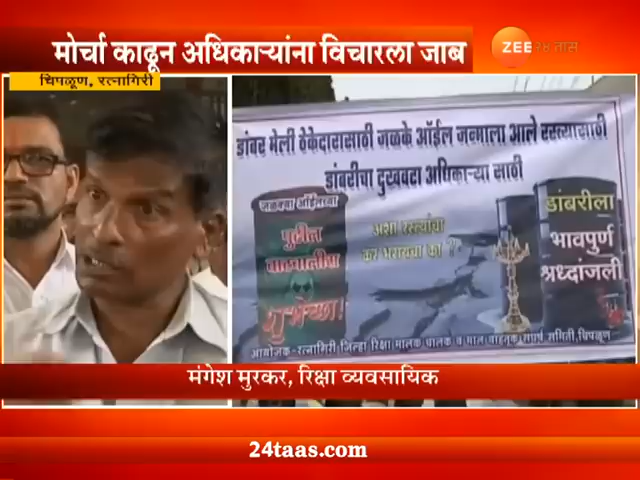 मोर्चा काढून अधिकाऱ्यांना विचारला जाब
ZEE २४ तास
चिपळूण, रत्नागिरी
डांबर मेली ठेकेदारासाठी जळके ऑईल जन्माला आले रस्त्यासाठी
डांबरीचा दुखवटा अधिकाऱ्या साठी
जळक्या ऑईलच्या
पुढील
वाटचालीस
शुभेच्छा!
अशा रस्त्यांचा
कर भरायचा का ?
डांबरीला
भावपुर्ण
श्रध्दांजली
आयोजक-रत्नागिरी जिल्हा रिक्षा मालक चालक व माल वाहतुक संघर्ष समिती, चिपळूण
मंगेश मुरकर, रिक्षा व्यवसायिक
24taas.com